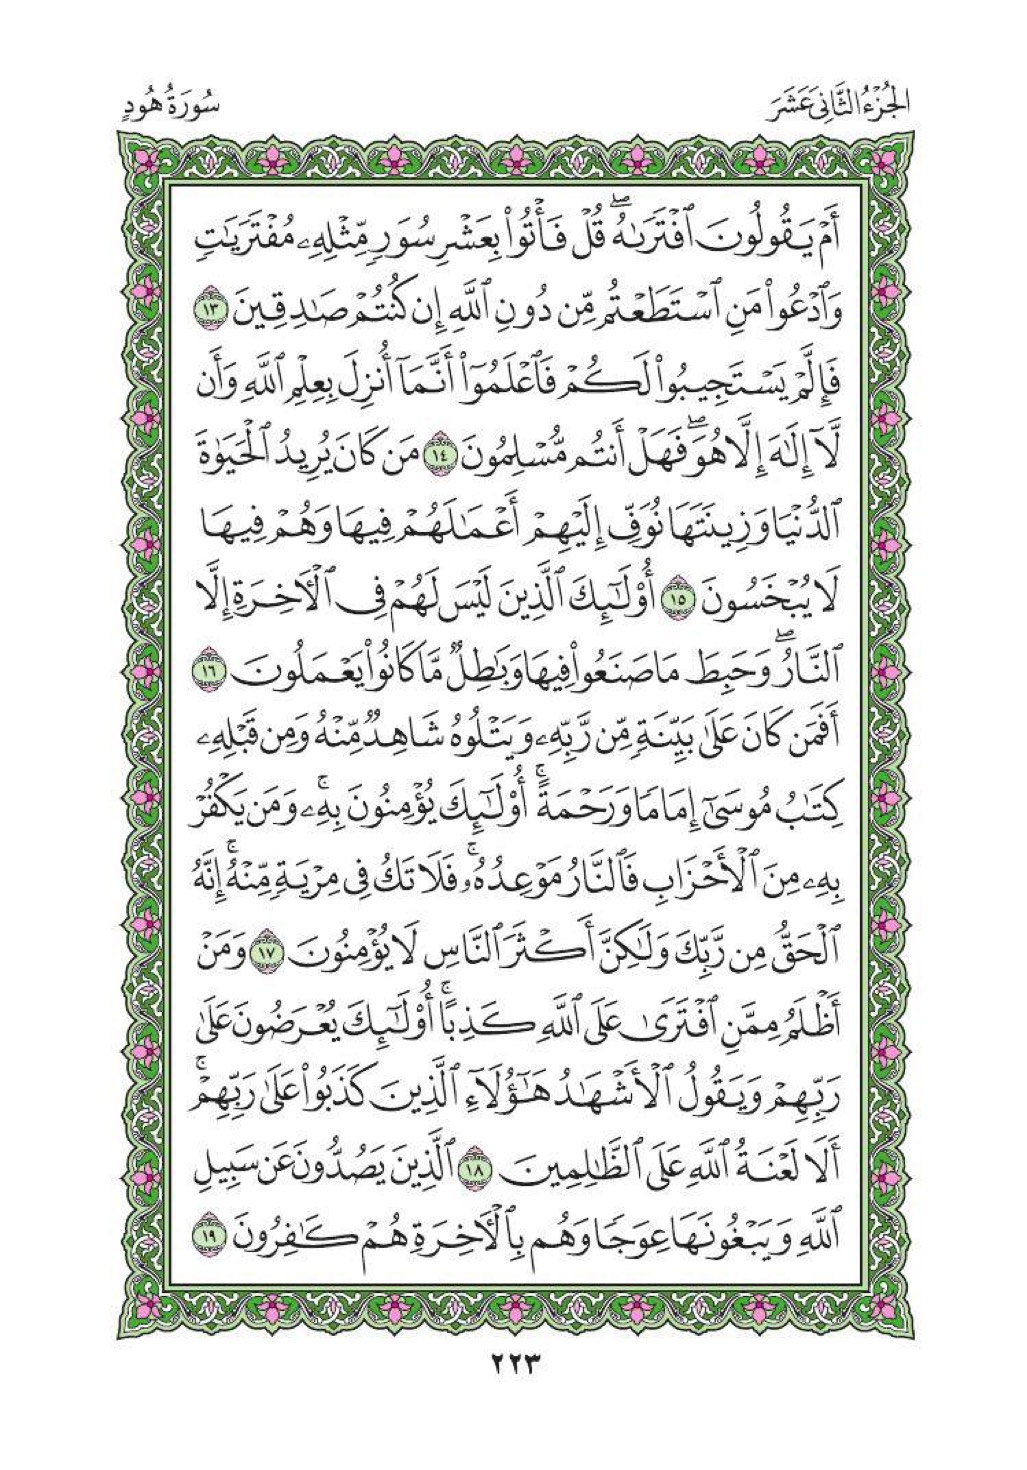 الجُزْءُ الثَّانِىَ عَشَرَ
سُورَةُ هُودٍ
أَمْ يَقُولُونَ ٱفْتَرَىٰهُۖ قُلْ فَأْتُوا۟ بِعَشْرِ سُوَرٍۢ مِّثْلِهِۦ مُفْتَرَيَٰتٍۢ
وَٱدْعُوا۟ مَنِ ٱسْتَطَعْتُم مِّن دُونِ ٱللَّهِ إِن كُنتُمْ صَٰدِقِينَ ١٣
فَإِلَّمْ يَسْتَجِيبُوا۟ لَكُمْ فَٱعْلَمُوٓا۟ أَنَّمَآ أُنزِلَ بِعِلْمِ ٱللَّهِ وَأَن
لَّآ إِلَٰهَ إِلَّا هُوَۖ فَهَلْ أَنتُم مُّسْلِمُونَ ١٤ مَن كَانَ يُرِيدُ ٱلْحَيَوٰةَ
ٱلدُّنْيَا وَزِينَتَهَا نُوَفِّ إِلَيْهِمْ أَعْمَٰلَهُمْ فِيهَا وَهُمْ فِيهَا
لَا يُبْخَسُونَ ١٥ أُو۟لَٰٓئِكَ ٱلَّذِينَ لَيْسَ لَهُمْ فِى ٱلْءَاخِرَةِ إِلَّا
ٱلنَّارُۖ وَحَبِطَ مَا صَنَعُوا۟ فِيهَا وَبَٰطِلٌۭ مَّا كَانُوا۟ يَعْمَلُونَ ١٦
أَفَمَن كَانَ عَلَىٰ بَيِّنَةٍۢ مِّن رَّبِّهِۦ وَيَتْلُوهُ شَاهِدٌۭ مِّنْهُ وَمِن قَبْلِهِۦ
كِتَٰبُ مُوسَىٰٓ إِمَامًۭا وَرَحْمَةًۚ أُو۟لَٰٓئِكَ يُؤْمِنُونَ بِهِۦۚ وَمَن يَكْفُرْ
بِهِۦ مِنَ ٱلْأَحْزَابِ فَٱلنَّارُ مَوْعِدُهُۥۚ فَلَا تَكُ فِى مِرْيَةٍۢ مِّنْهُۚ إِنَّهُ
ٱلْحَقُّ مِن رَّبِّكَ وَلَٰكِنَّ أَكْثَرَ ٱلنَّاسِ لَا يُؤْمِنُونَ ١٧ وَمَنْ
أَظْلَمُ مِمَّنِ ٱفْتَرَىٰ عَلَى ٱللَّهِ كَذِبًاۚ أُو۟لَٰٓئِكَ يُعْرَضُونَ عَلَىٰ
رَبِّهِمْ وَيَقُولُ ٱلْأَشْهَٰدُ هَٰٓؤُلَآءِ ٱلَّذِينَ كَذَبُوا۟ عَلَىٰ رَبِّهِمْۚ
أَلَا لَعْنَةُ ٱللَّهِ عَلَى ٱلظَّٰلِمِينَ ١٨ ٱلَّذِينَ يَصُدُّونَ عَن سَبِيلِ
ٱللَّهِ وَيَبْغُونَهَا عِوَجًۭا وَهُم بِٱلْءَاخِرَةِ هُمْ كَٰفِرُونَ ١٩
٢٢٣